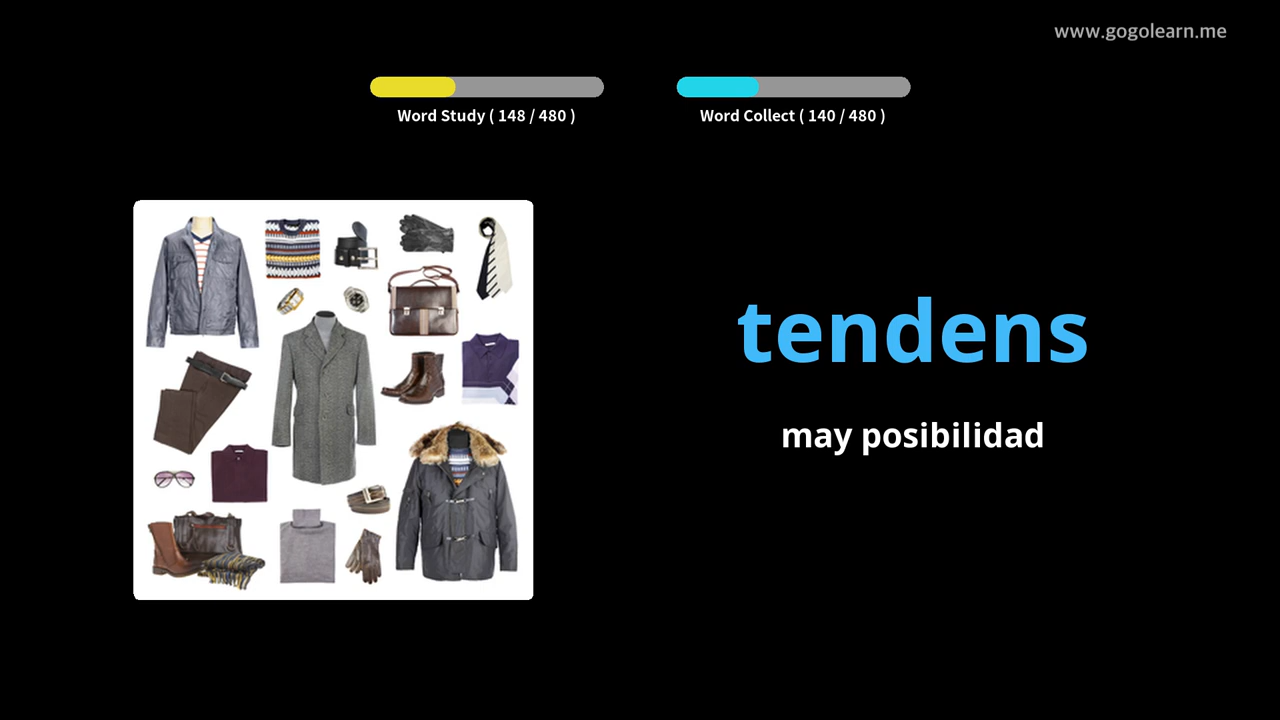 www.gogolearn.me
Word Study ( 148 / 480 )
Word Collect ( 140 / 480 )
tendens
may posibilidad